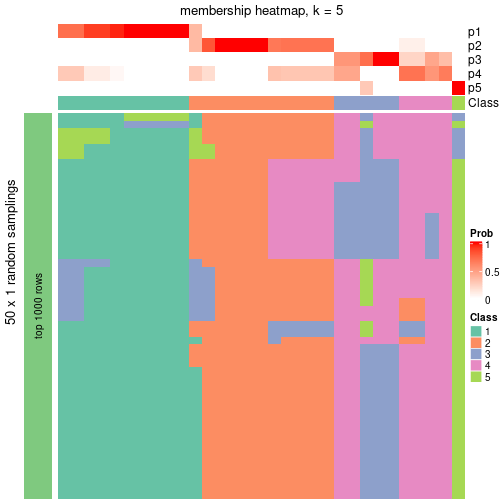 membership heatmap, k = 5
p1
p2
p3
p4
p5
Class
50 x 1 random samplings
top 1000 rows
Prob
1
0.5
0
Class
1
2
3
4
5